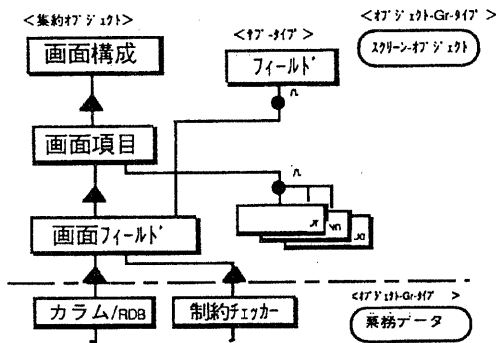 <集約オブジェクト>
<サブ-タイプ>
<オブジェクト-Gr-タイプ>
画面構成
フィールド
スクリーン-オブジェクト
n
画面項目
n
画面フィールド
カラム/RDB
制約チェッカー
<オブジェクト-Gr-タイプ >
業務データ